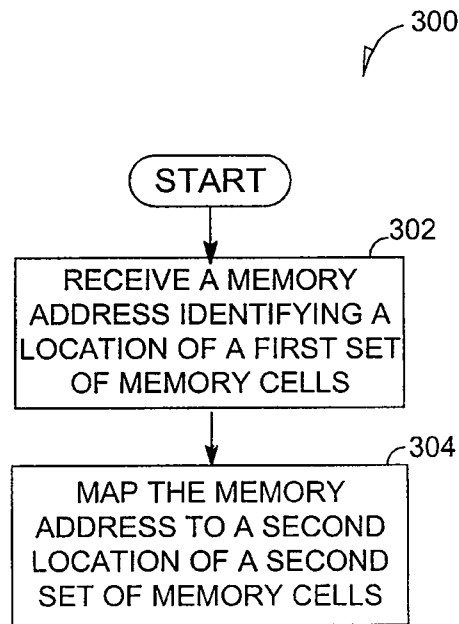 300
START
302
RECEIVE A MEMORY
ADDRESS IDENTIFYING A
LOCATION OF A FIRST SET
OF MEMORY CELLS
304
MAP THE MEMORY
ADDRESS TO A SECOND
LOCATION OF A SECOND
SET OF MEMORY CELLS